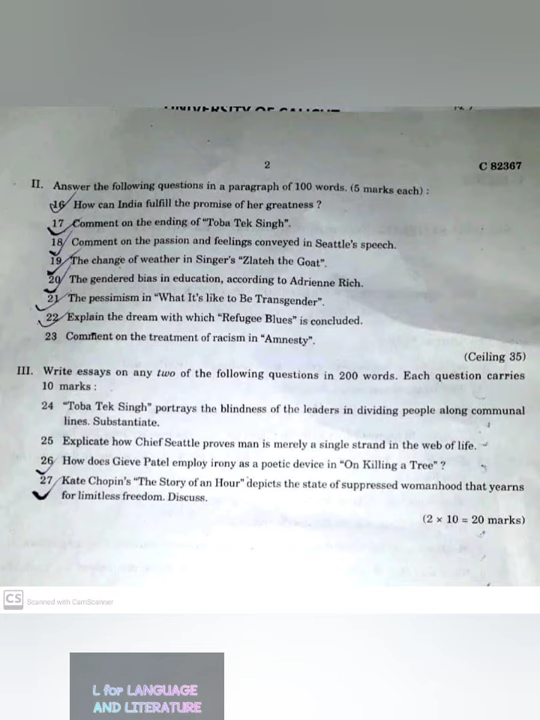 2
C 82367
II. Answer the following questions in a paragraph of 100 words. (5 marks each) :
16 How can India fulfill the promise of her greatness ?
17 Comment on the ending of "Toba Tek Singh".
18 Comment on the passion and feelings conveyed in Seattle's speech.
19 The change of weather in Singer's "Zlateh the Goat".
20 The gendered bias in education, according to Adrienne Rich.
21 The pessimism in "What It's like to Be Transgender".
22 Explain the dream with which "Refugee Blues" is concluded.
23 Comment on the treatment of racism in "Amnesty".
(Ceiling 35)
III. Write essays on any two of the following questions in 200 words. Each question carries
10 marks :
24 "Toba Tek Singh" portrays the blindness of the leaders in dividing people along communal
lines. Substantiate.
25 Explicate how Chief Seattle proves man is merely a single strand in the web of life.
26 How does Gieve Patel employ irony as a poetic device in "On Killing a Tree" ?
27 Kate Chopin's "The Story of an Hour" depicts the state of suppressed womanhood that yearns
for limitless freedom. Discuss.
(2 × 10 = 20 marks)
CS Scanned with CamScanner
L for LANGUAGE
AND LITERATURE